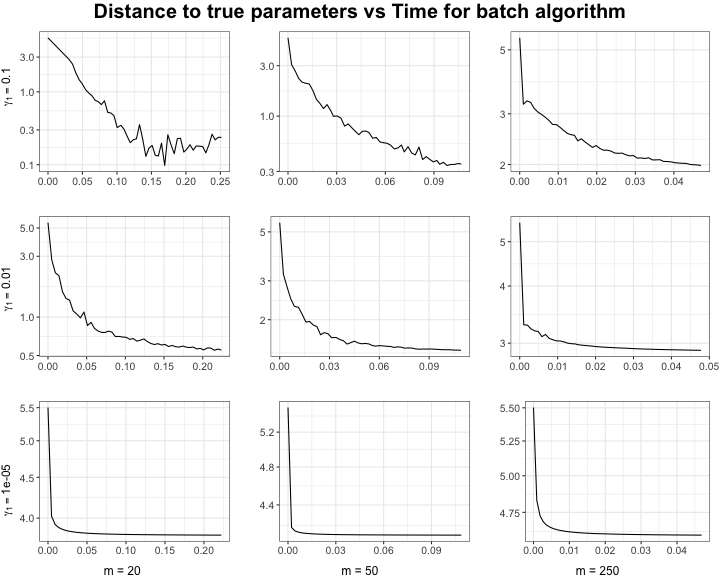 Distance to true parameters vs Time for batch algorithm
γ₁ = 0.1
3.0
1.0
0.3
0.1
0.00 0.05 0.10 0.15 0.20 0.25
3.0
1.0
0.3
0.00 0.03 0.06 0.09
5
3
2
0.00 0.01 0.02 0.03 0.04
γ₁ = 0.01
5.0
3.0
1.0
0.5
0.00 0.05 0.10 0.15 0.20
5
3
2
0.00 0.03 0.06 0.09
5
4
3
0.00 0.01 0.02 0.03 0.04 0.05
γ₁ = 1e-05
5.5
5.0
4.5
4.0
0.00 0.05 0.10 0.15 0.20
5.2
4.8
4.4
0.00 0.03 0.06 0.09
5.50
5.25
5.00
4.75
0.00 0.01 0.02 0.03 0.04
m = 20 m = 50 m = 250